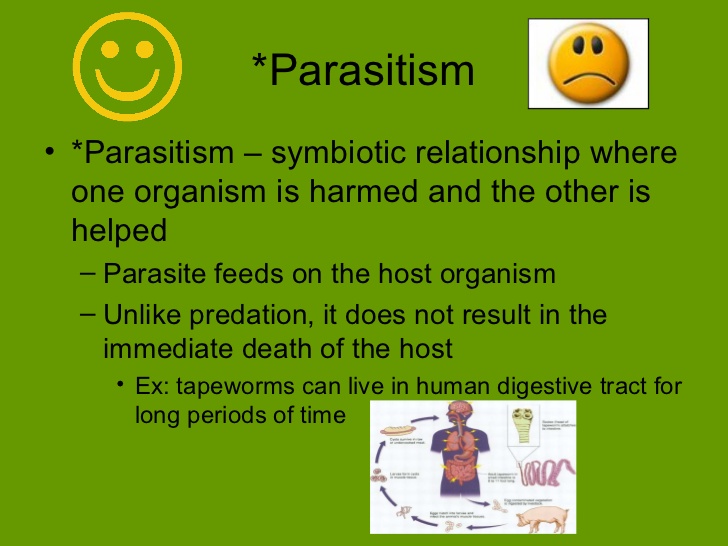 *Parasitism
• *Parasitism – symbiotic relationship where
one organism is harmed and the other is
helped
– Parasite feeds on the host organism
– Unlike predation, it does not result in the
immediate death of the host
• Ex: tapeworms can live in human digestive tract for
long periods of time